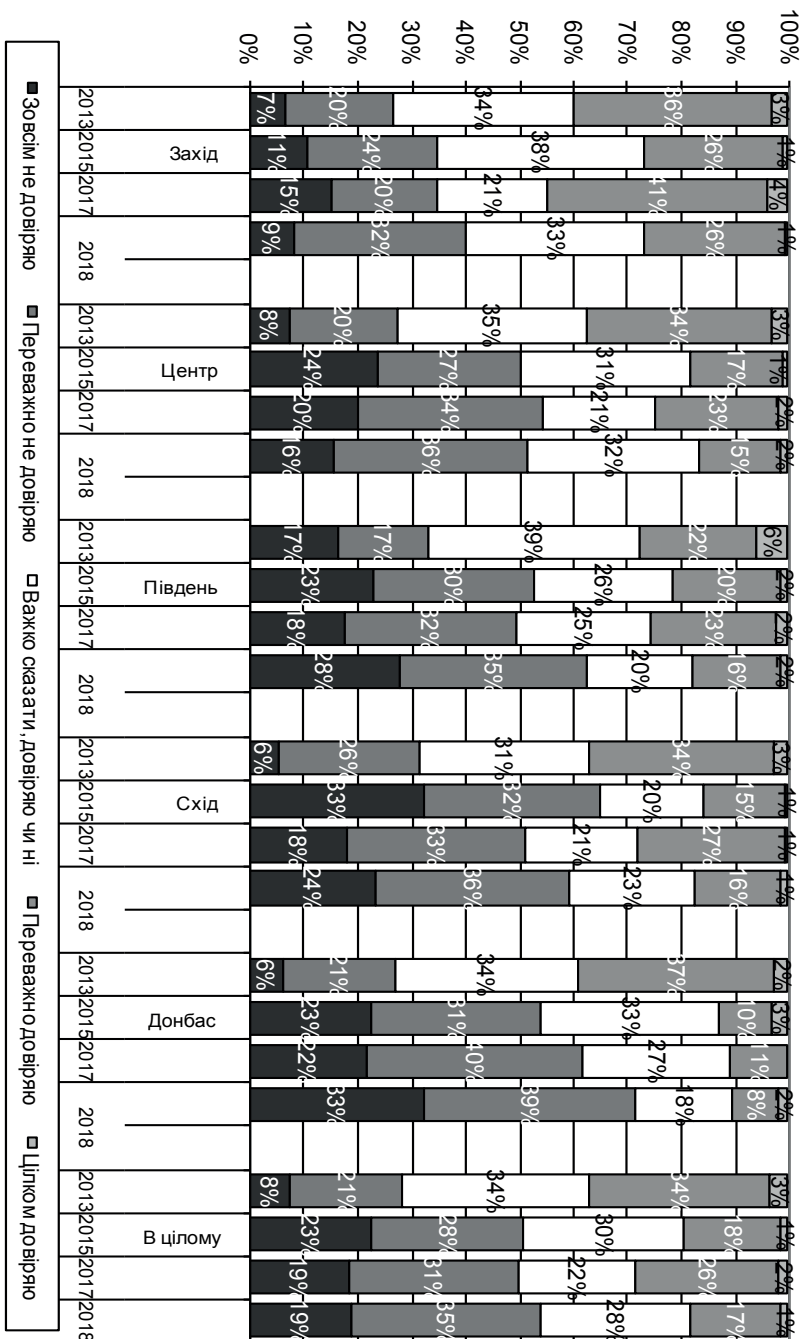 100%
90%
80%
70%
60%
50%
40%
30%
20%
10%
0%
7% 20% 34% 36% 3%
11% 24% 38% 26% 1%
15% 20% 21% 41% 4%
9% 32% 33% 26% 1%
8% 20% 35% 34% 3%
24% 27% 31% 17% 1%
20% 34% 21% 23% 2%
16% 36% 32% 15% 2%
17% 17% 39% 22% 6%
23% 30% 26% 20% 2%
18% 32% 25% 23% 2%
28% 35% 20% 16% 2%
6% 26% 31% 34% 3%
33% 32% 20% 15% 1%
18% 33% 21% 27% 1%
24% 36% 23% 16% 1%
6% 21% 34% 37% 2%
23% 31% 33% 10% 3%
22% 40% 27% 11%
33% 39% 18% 8% 2%
8% 21% 34% 34% 3%
23% 28% 30% 18% 1%
19% 31% 22% 26% 2%
19% 35% 28% 17% 1%
2013 2015 2017 2018
2013 2015 2017 2018
2013 2015 2017 2018
2013 2015 2017 2018
2013 2015 2017 2018
2013 2015 2017 2018
Захід
Центр
Південь
Схід
Донбас
В цілому
Зовсім не довіряю
Переважно не довіряю
Важко сказати, довіряю чи ні
Переважно довіряю
Цілком довіряю